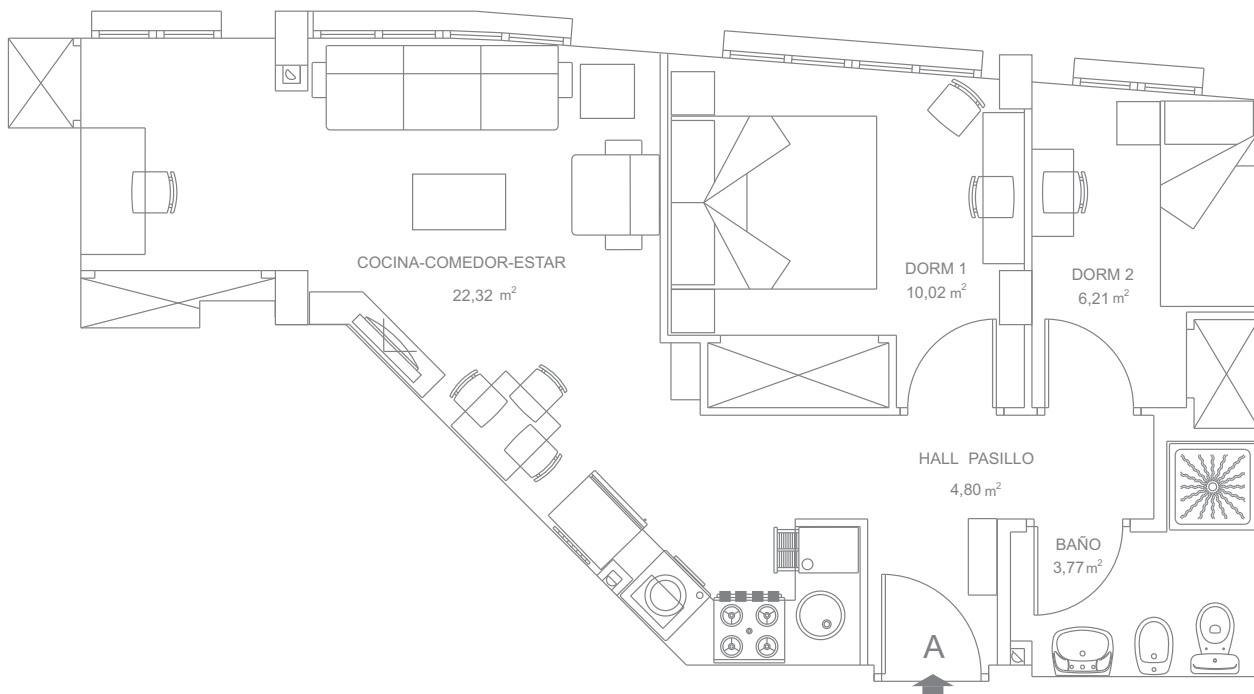 COCINA-COMEDOR-ESTAR
22,32 m²
DORM 1
10,02 m²
DORM 2
6,21 m²
HALL PASILLO
4,80 m²
BAÑO
3,77 m²
A